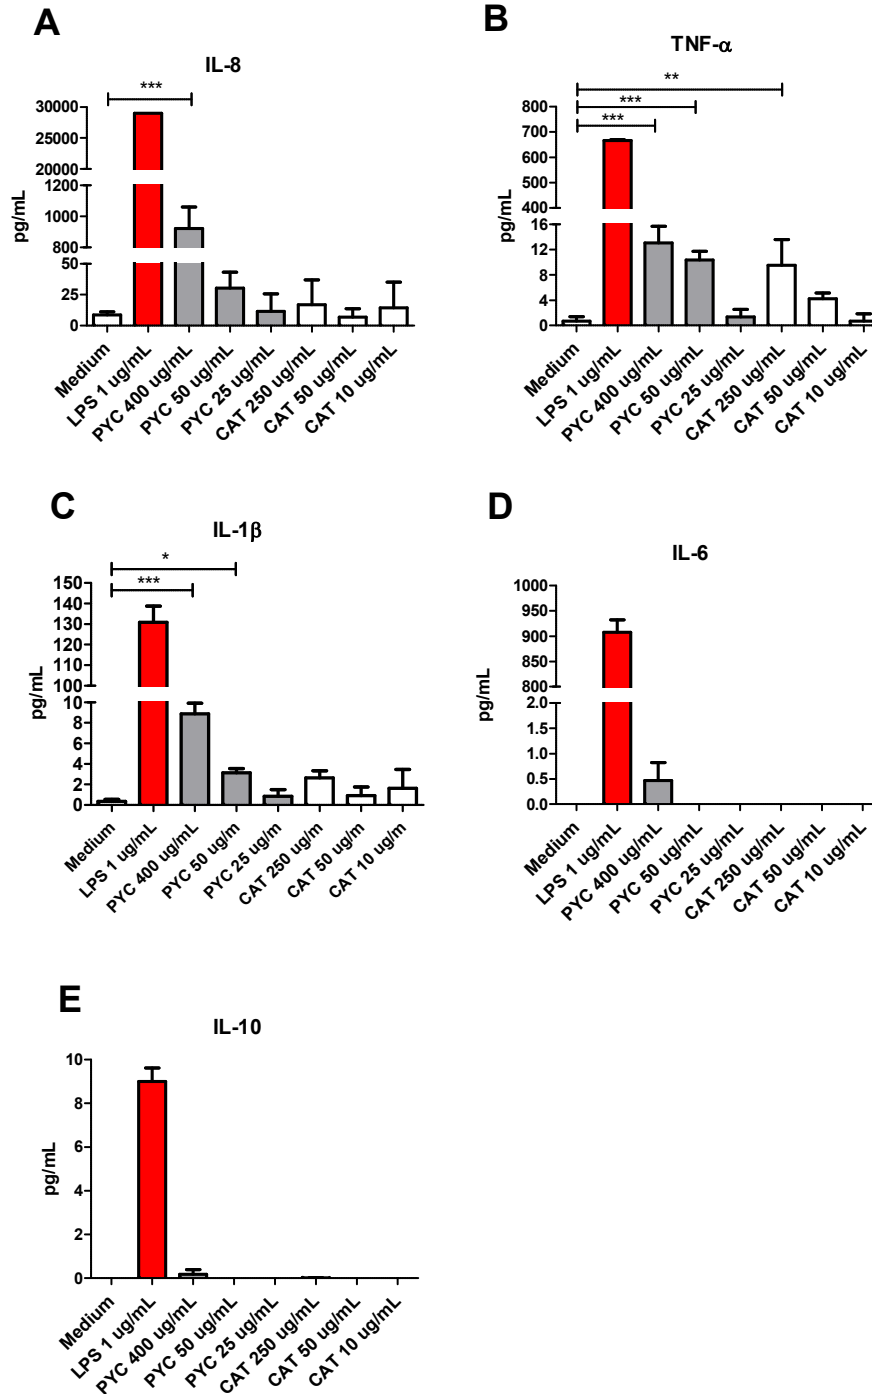 A
IL-8
***
30000
25000
20000
1200
1000
800
50
25
0
pg/mL
Medium
LPS 1 ug/mL
PYC 400 ug/mL
PYC 50 ug/mL
PYC 25 ug/mL
CAT 250 ug/mL
CAT 50 ug/mL
CAT 10 ug/mL
B
TNF-α
**
***
***
800
700
600
500
400
16
12
8
4
0
pg/mL
Medium
LPS 1 ug/mL
PYC 400 ug/mL
PYC 50 ug/mL
PYC 25 ug/mL
CAT 250 ug/mL
CAT 50 ug/mL
CAT 10 ug/mL
C
IL-1β
*
***
150
140
130
120
110
100
10
8
6
4
2
0
pg/mL
Medium
LPS 1 ug/mL
PYC 400 ug/mL
PYC 50 ug/m
PYC 25 ug/m
CAT 250 ug/m
CAT 50 ug/m
CAT 10 ug/m
D
IL-6
1000
950
900
850
800
2.0
1.5
1.0
0.5
0.0
pg/mL
Medium
LPS 1 ug/mL
PYC 400 ug/mL
PYC 50 ug/mL
PYC 25 ug/mL
CAT 250 ug/mL
CAT 50 ug/mL
CAT 10 ug/mL
E
IL-10
10
8
6
4
2
0
pg/mL
Medium
LPS 1 ug/mL
PYC 400 ug/mL
PYC 50 ug/mL
PYC 25 ug/mL
CAT 250 ug/mL
CAT 50 ug/mL
CAT 10 ug/mL